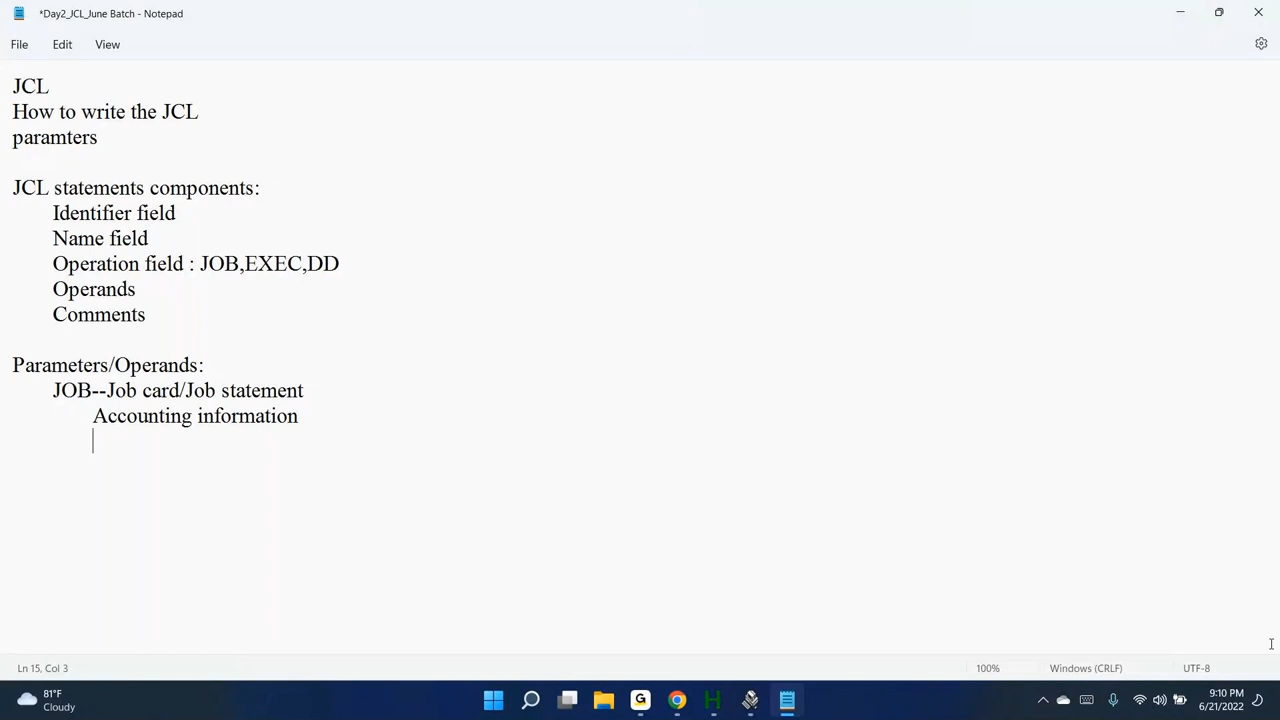 *Day2_JCL_June Batch - Notepad
File Edit View
JCL
How to write the JCL
paramters
JCL statements components:
Identifier field
Name field
Operation field : JOB,EXEC,DD
Operands
Comments
Parameters/Operands:
JOB--Job card/Job statement
Accounting information
Ln 15, Col 3 100% Windows (CRLF) UTF-8
81°F
Cloudy
G H
9:10 PM
6/21/2022